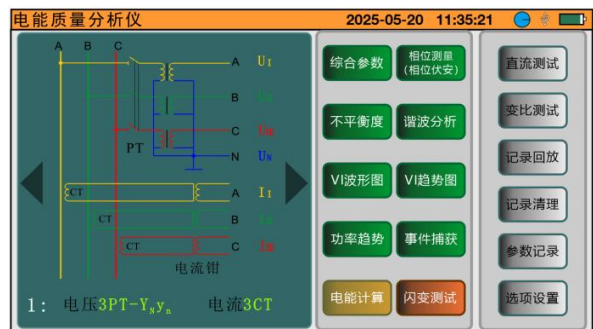 电能质量分析仪 2025-05-20 11:35:21
A B C
A U I
B U II
C U III
PT
N U N
CT A I I
CT B I II
CT C I III
电流钳
1: 电压3PT-YNyn 电流3CT
综合参数 相位测量
(相位伏安)
不平衡度 谐波分析
VI波形图 VI趋势图
功率趋势 事件捕获
电能计算 闪变测试
直流测试
变比测试
记录回放
记录清理
参数记录
选项设置